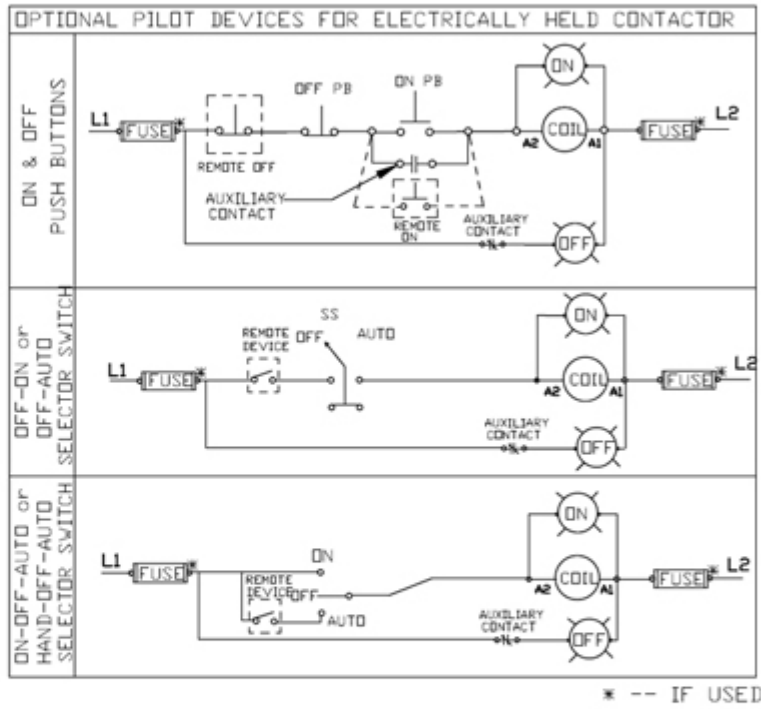 OPTIONAL PILOT DEVICES FOR ELECTRICALLY HELD CONTACTOR
ON & OFF
PUSH BUTTONS
L1
FUSE *
REMOTE OFF
OFF PB
ON PB
AUXILIARY
CONTACT
REMOTE
ON
ON
A2 COIL A1
FUSE *
L2
AUXILIARY
CONTACT
OFF
OFF-ON or
OFF-AUTO
SELECTOR SWITCH
L1
FUSE *
REMOTE
DEVICE
SS
OFF
AUTO
ON
A2 COIL A1
FUSE *
L2
AUXILIARY
CONTACT
OFF
ON-OFF-AUTO or
HAND-OFF-AUTO
SELECTOR SWITCH
L1
FUSE *
REMOTE
DEVICE
ON
OFF
AUTO
ON
A2 COIL A1
FUSE *
L2
AUXILIARY
CONTACT
OFF
* -- IF USED